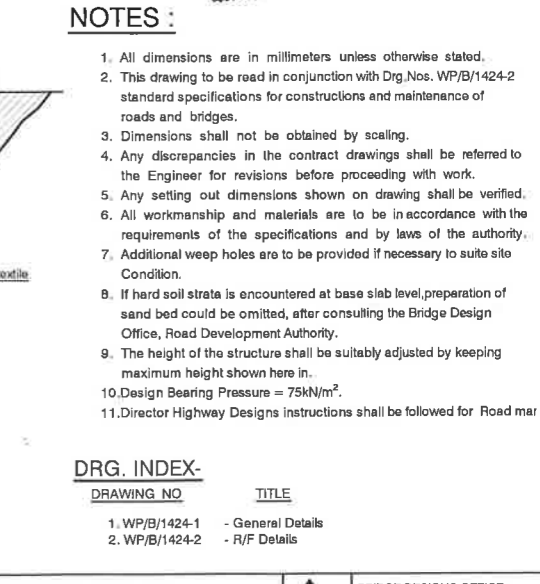 NOTES :
1. All dimensions are in millimeters unless otherwise stated.
2. This drawing to be read in conjunction with Drg.Nos. WP/B/1424-2
standard specifications for constructions and maintenance of
roads and bridges.
3. Dimensions shall not be obtained by scaling.
4. Any discrepancies in the contract drawings shall be referred to
the Engineer for revisions before proceeding with work.
5. Any setting out dimensions shown on drawing shall be verified.
6. All workmanship and materials are to be in accordance with the
requirements of the specifications and by laws of the authority.
7. Additional weep holes are to be provided if necessary to suite site
Condition.
extile
8. If hard soil strata is encountered at base slab level,preparation of
sand bed could be omitted, after consulting the Bridge Design
Office, Road Development Authority.
9. The height of the structure shall be suitably adjusted by keeping
maximum height shown here in.
10.Design Bearing Pressure = 75kN/m².
11.Director Highway Designs instructions shall be followed for Road mar
DRG. INDEX-
DRAWING NO TITLE
1. WP/B/1424-1 - General Details
2. WP/B/1424-2 - R/F Details